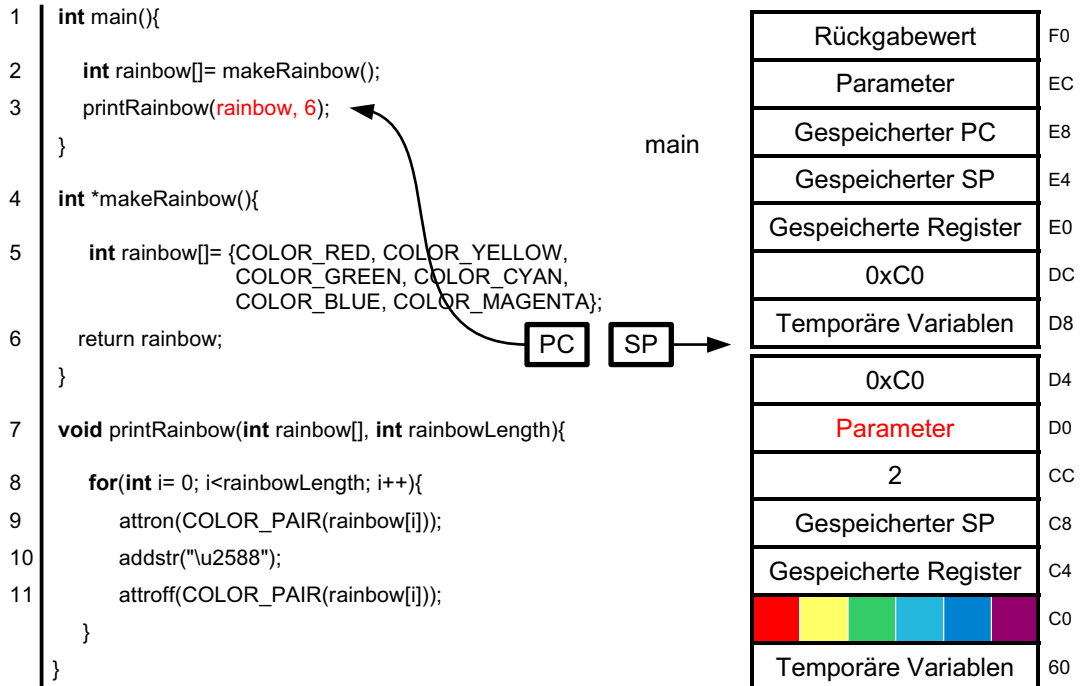 1 int main(){
2 int rainbow[]= makeRainbow();
3 printRainbow(rainbow, 6);
}
4 int *makeRainbow(){
5 int rainbow[]= {COLOR_RED, COLOR_YELLOW,
COLOR_GREEN, COLOR_CYAN,
COLOR_BLUE, COLOR_MAGENTA};
6 return rainbow;
}
7 void printRainbow(int rainbow[], int rainbowLength){
8 for(int i= 0; i<rainbowLength; i++){
9 attron(COLOR_PAIR(rainbow[i]));
10 addstr("\u2588");
11 attroff(COLOR_PAIR(rainbow[i]));
}
}
PC
SP
main
Rückgabewert F0
Parameter EC
Gespeicherter PC E8
Gespeicherter SP E4
Gespeicherte Register E0
0xC0 DC
Temporäre Variablen D8
0xC0 D4
Parameter D0
2 CC
Gespeicherter SP C8
Gespeicherte Register C4
C0
Temporäre Variablen 60